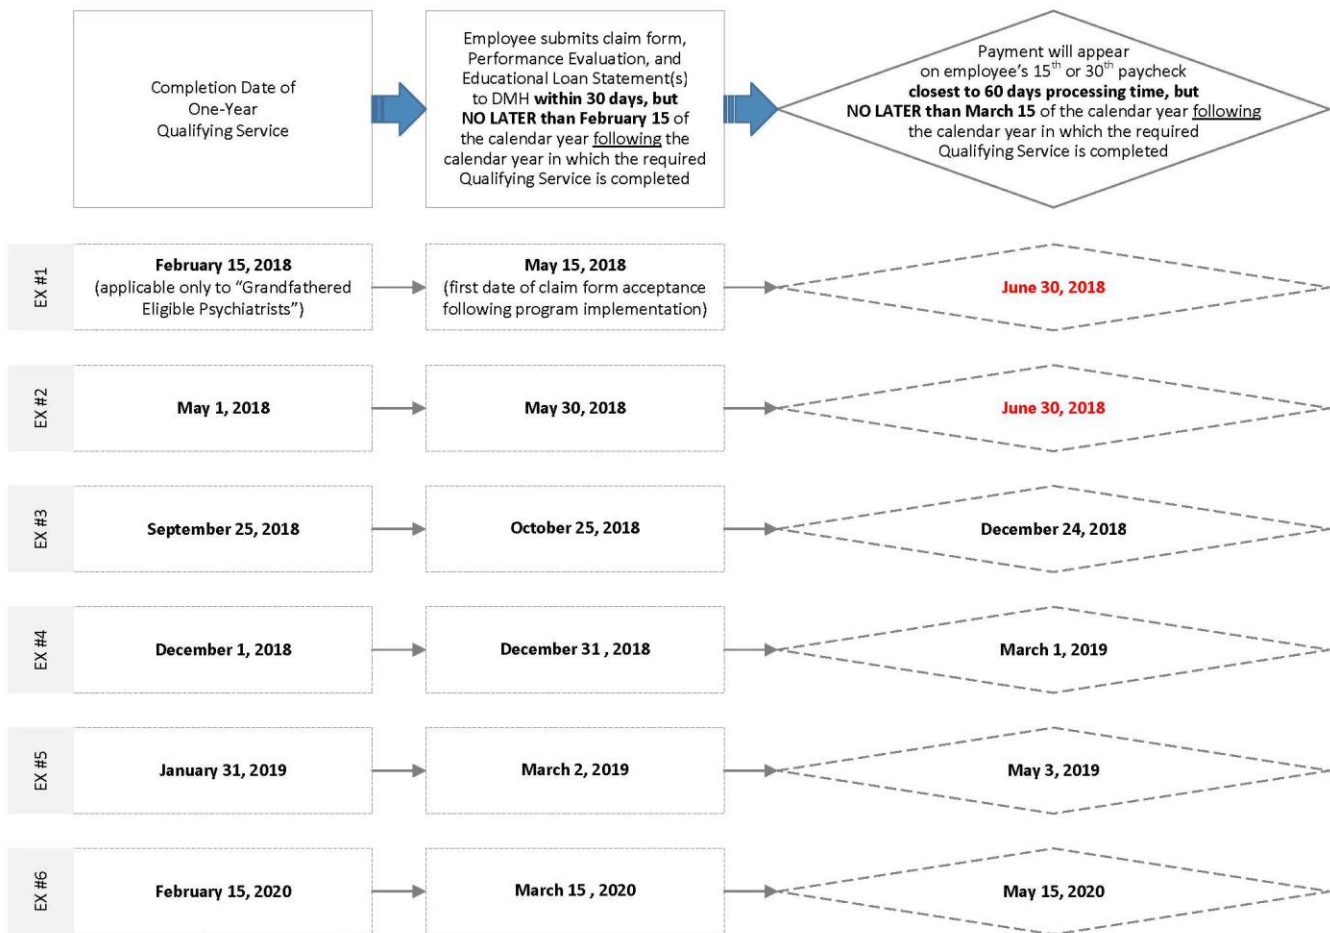 Completion Date of
One-Year
Qualifying Service
Employee submits claim form,
Performance Evaluation, and
Educational Loan Statement(s)
to DMH within 30 days, but
NO LATER than February 15 of
the calendar year following the
calendar year in which the required
Qualifying Service is completed
Payment will appear
on employee's 15th or 30th paycheck
closest to 60 days processing time, but
NO LATER than March 15 of the calendar year following
the calendar year in which the required
Qualifying Service is completed
EX #1
February 15, 2018
(applicable only to "Grandfathered
Eligible Psychiatrists")
May 15, 2018
(first date of claim form acceptance
following program implementation)
June 30, 2018
EX #2
May 1, 2018
May 30, 2018
June 30, 2018
EX #3
September 25, 2018
October 25, 2018
December 24, 2018
EX #4
December 1, 2018
December 31 , 2018
March 1, 2019
EX #5
January 31, 2019
March 2, 2019
May 3, 2019
EX #6
February 15, 2020
March 15 , 2020
May 15, 2020